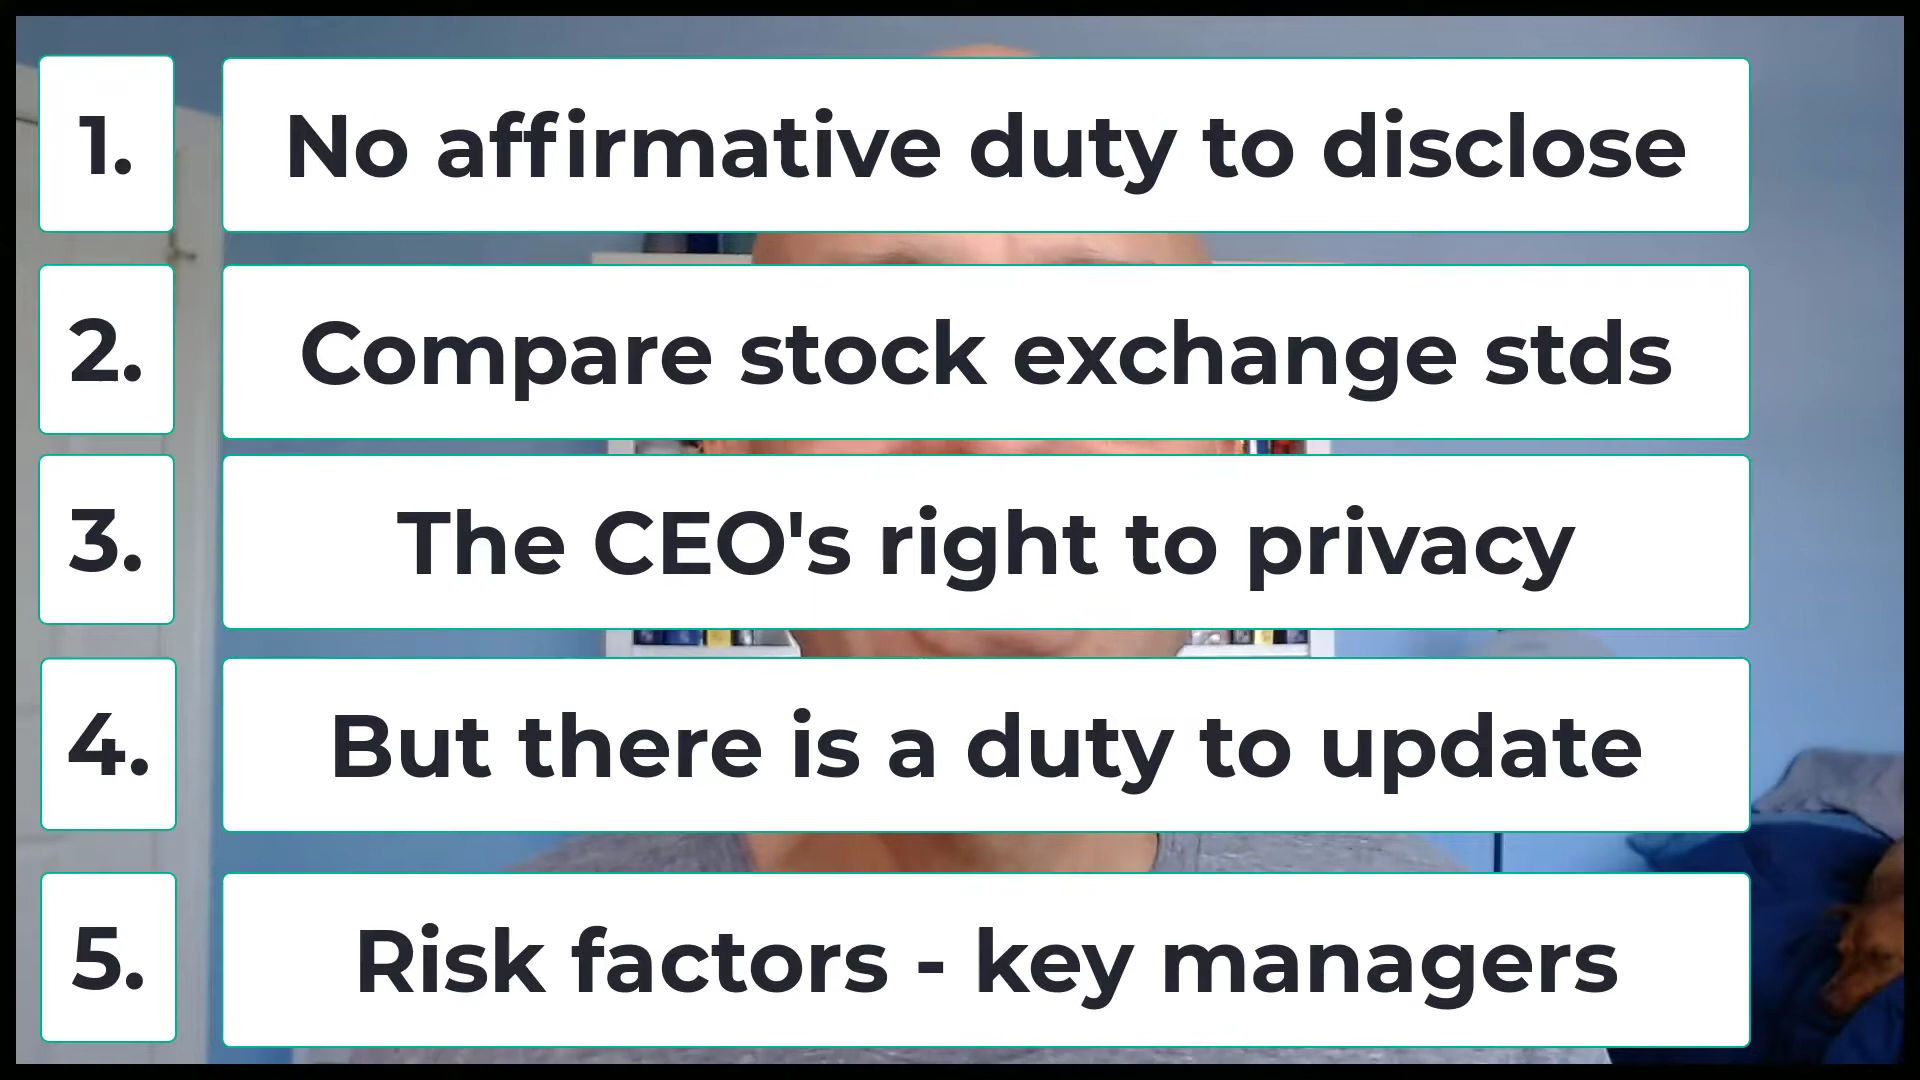 1. No affirmative duty to disclose
2. Compare stock exchange stds
3. The CEO's right to privacy
4. But there is a duty to update
5. Risk factors - key managers